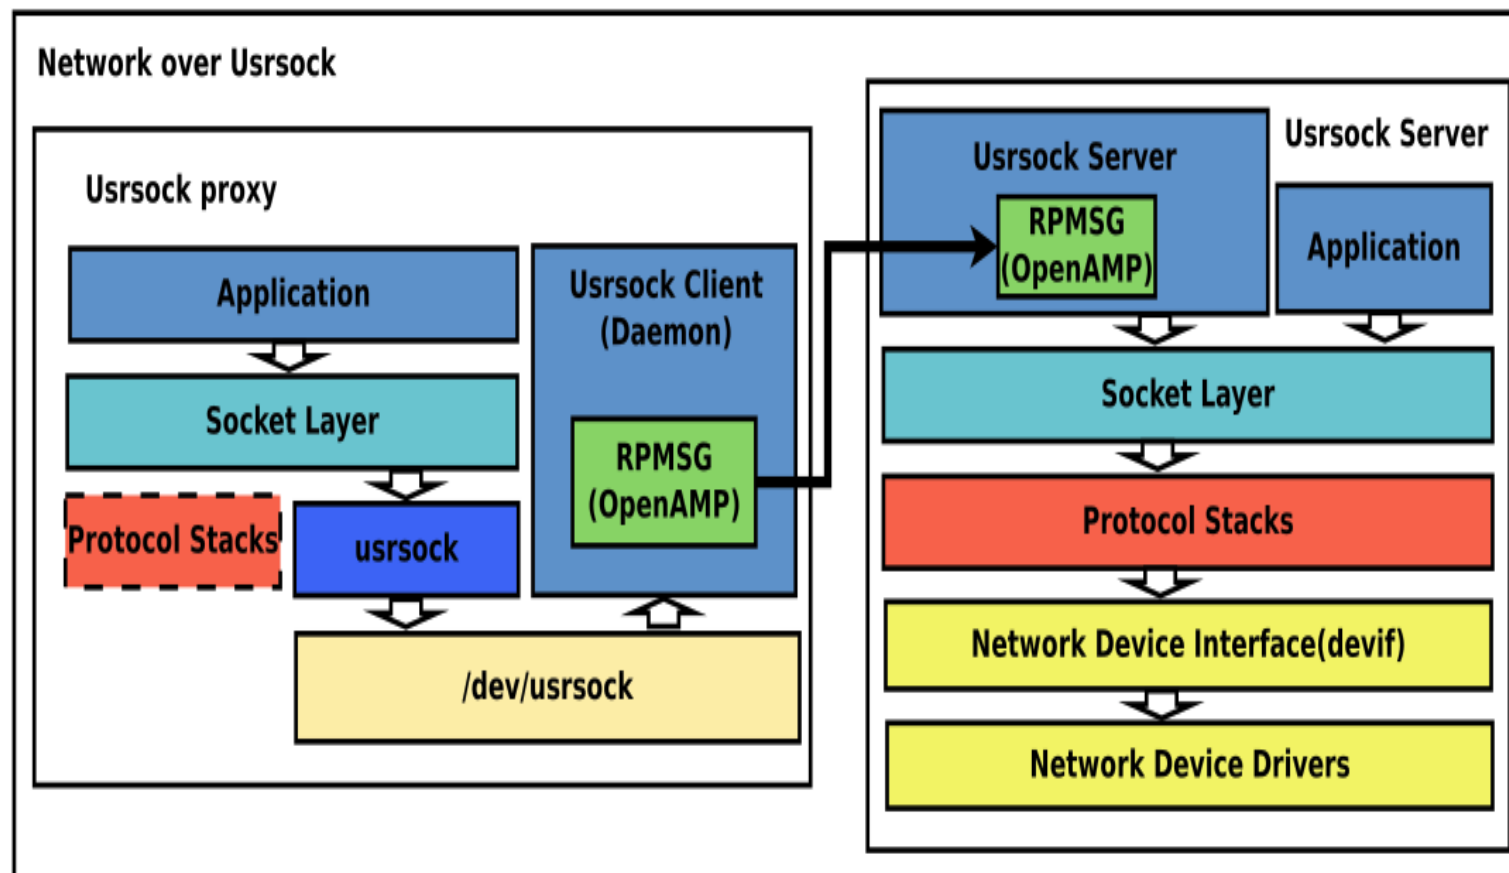 Network over Usrsock
Usrsock proxy
Application
Socket Layer
Protocol Stacks
usrsock
/dev/usrsock
Usrsock Client
(Daemon)
RPMSG
(OpenAMP)
Usrsock Server
Usrsock Server
RPMSG
(OpenAMP)
Application
Socket Layer
Protocol Stacks
Network Device Interface(devif)
Network Device Drivers